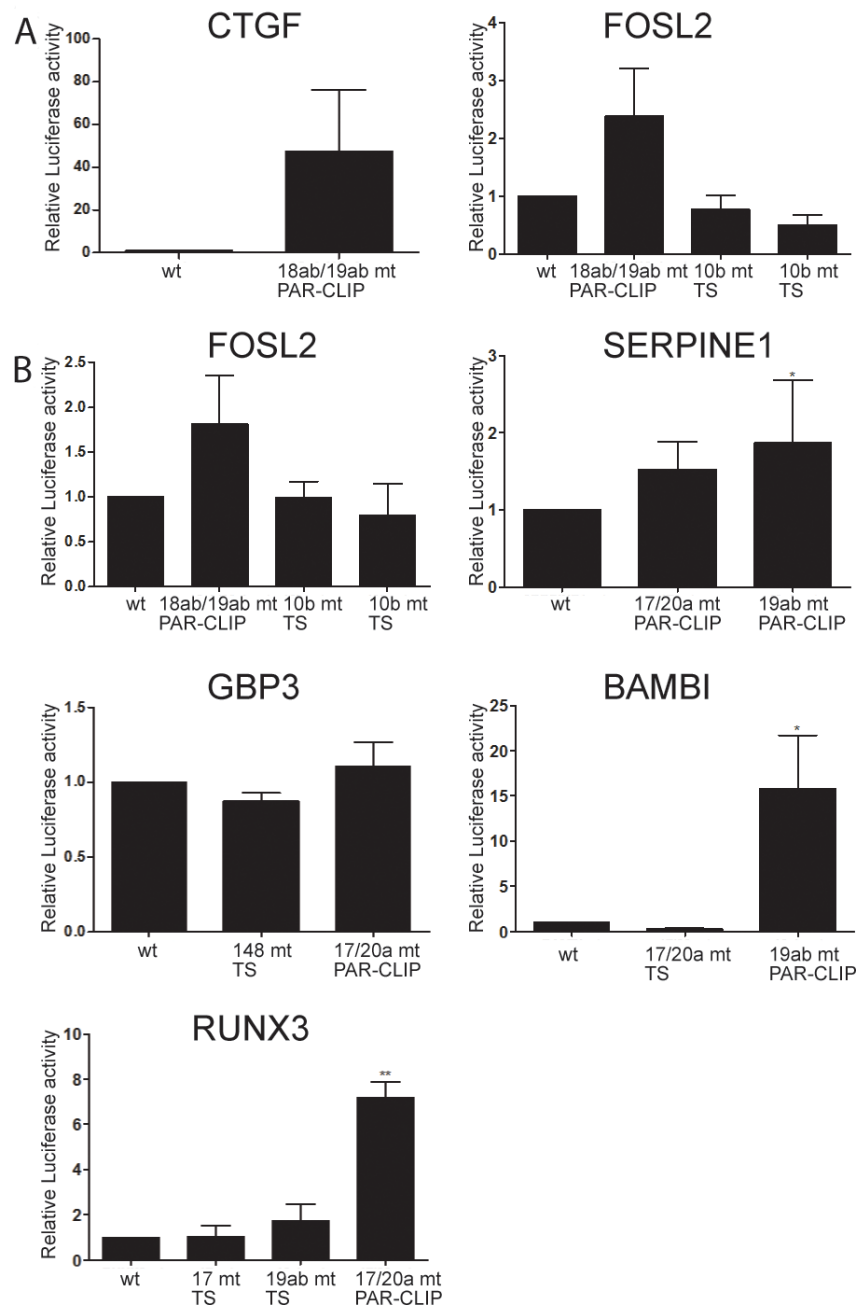 A
CTGF
Relative Luciferase activity
100
80
60
40
20
0
wt
18ab/19ab mt
PAR-CLIP
FOSL2
Relative Luciferase activity
4
3
2
1
0
wt 18ab/19ab mt 10b mt 10b mt
PAR-CLIP TS TS
B
FOSL2
Relative Luciferase activity
2.5
2.0
1.5
1.0
0.5
0.0
wt 18ab/19ab mt 10b mt 10b mt
PAR-CLIP TS TS
SERPINE1
Relative Luciferase activity
3
2
1
0
*
wt 17/20a mt 19ab mt
PAR-CLIP PAR-CLIP
GBP3
Relative Luciferase activity
1.5
1.0
0.5
0.0
wt 148 mt 17/20a mt
TS PAR-CLIP
BAMBI
Relative Luciferase activity
25
20
15
10
5
0
*
wt 17/20a mt 19ab mt
TS PAR-CLIP
RUNX3
Relative Luciferase activity
10
8
6
4
2
0
**
wt 17 mt 19ab mt 17/20a mt
TS TS PAR-CLIP